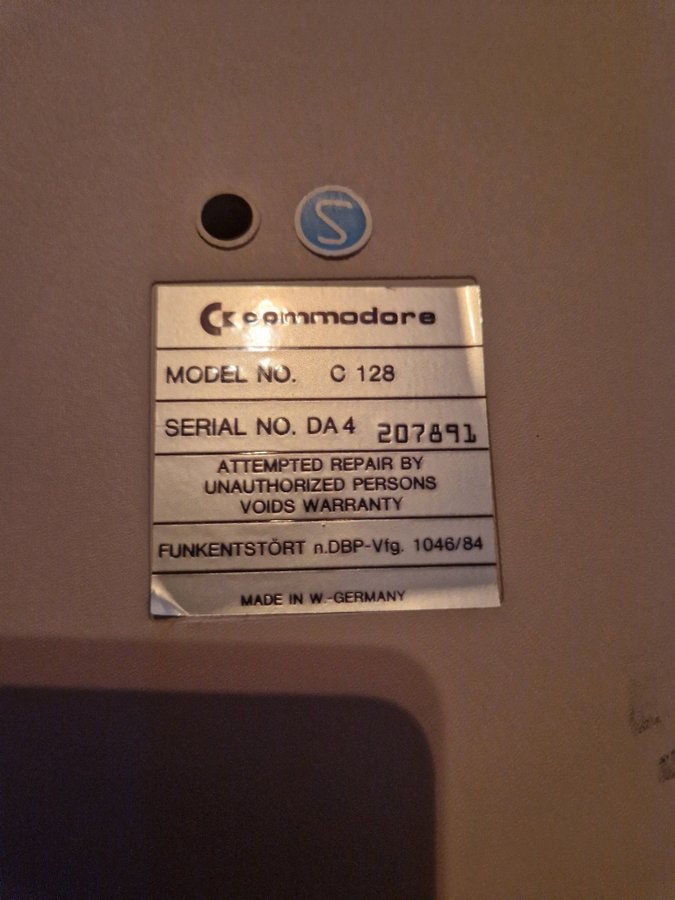 S
commodore
MODEL NO. C 128
SERIAL NO. DA4 207891
ATTEMPTED REPAIR BY
UNAUTHORIZED PERSONS
VOIDS WARRANTY
FUNKENTSTÖRT n.DBP-Vfg. 1046/84
MADE IN W.-GERMANY